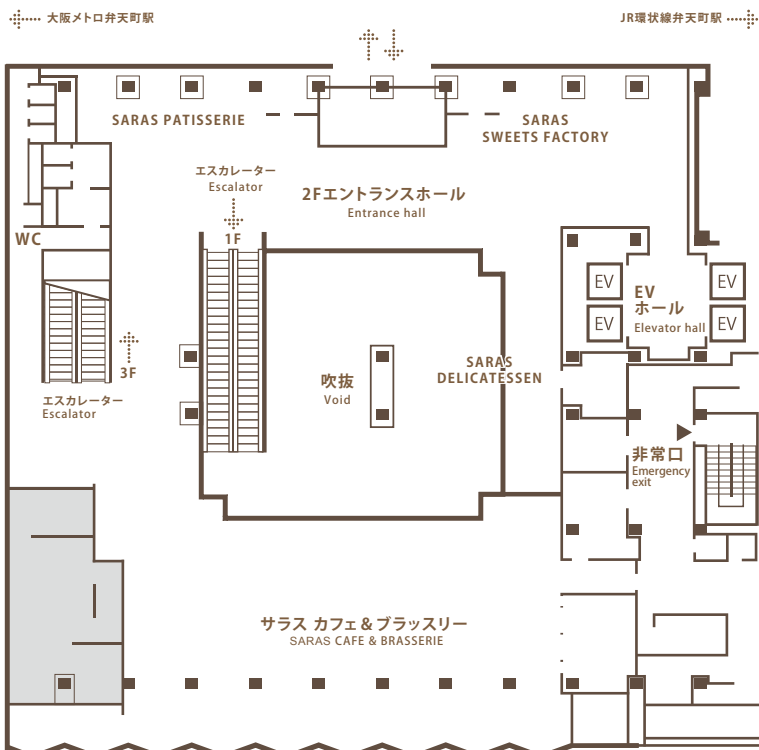 大阪メトロ弁天町駅
JR環状線弁天町駅
SARAS PATISSERIE
SARAS
SWEETS FACTORY
エスカレーター
Escalator
1F
2Fエントランスホール
Entrance hall
WC
EV
EV
EV
EV
EV
ホール
Elevator hall
3F
エスカレーター
Escalator
吹抜
Void
SARAS
DELICATESSEN
非常口
Emergency
exit
サラス カフェ&ブラッスリー
SARAS CAFE & BRASSERIE